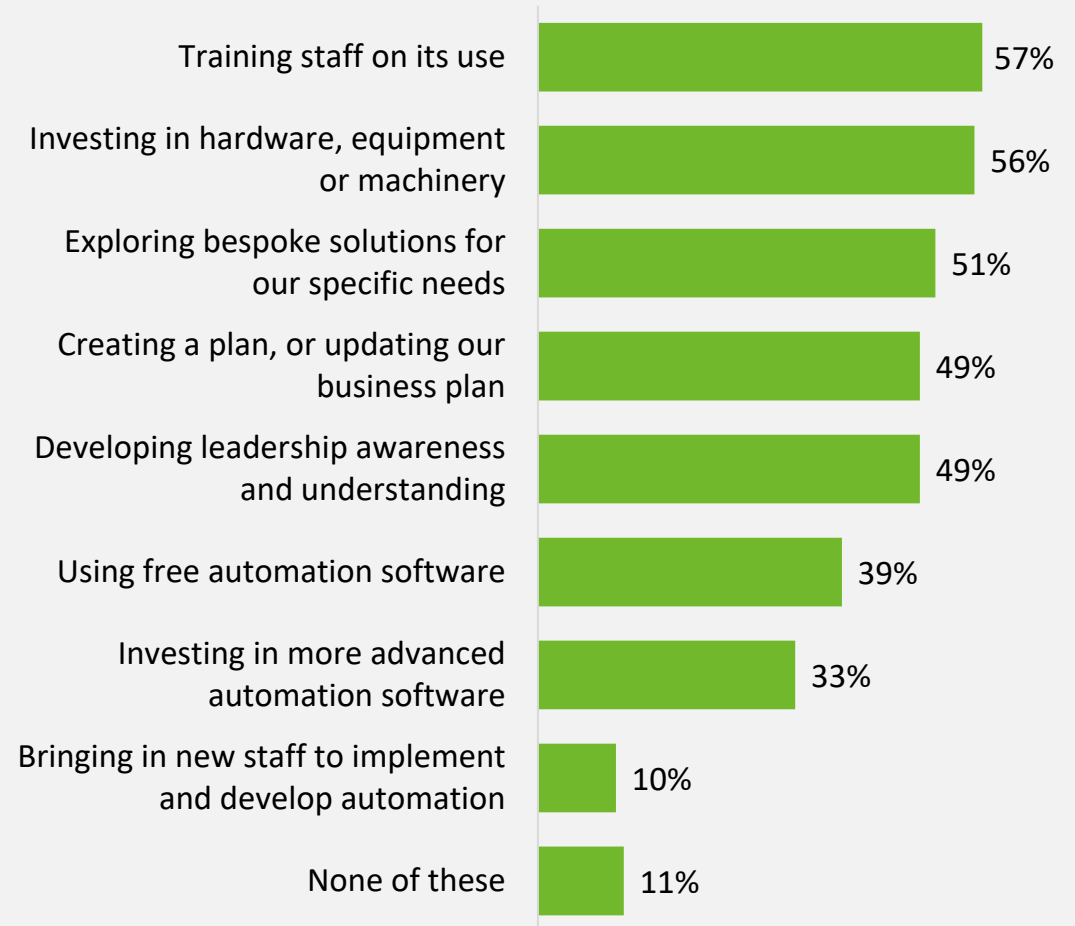 Training staff on its use
57%
Investing in hardware, equipment
or machinery
56%
Exploring bespoke solutions for
our specific needs
51%
Creating a plan, or updating our
business plan
49%
Developing leadership awareness
and understanding
49%
Using free automation software
39%
Investing in more advanced
automation software
33%
Bringing in new staff to implement
and develop automation
10%
None of these
11%